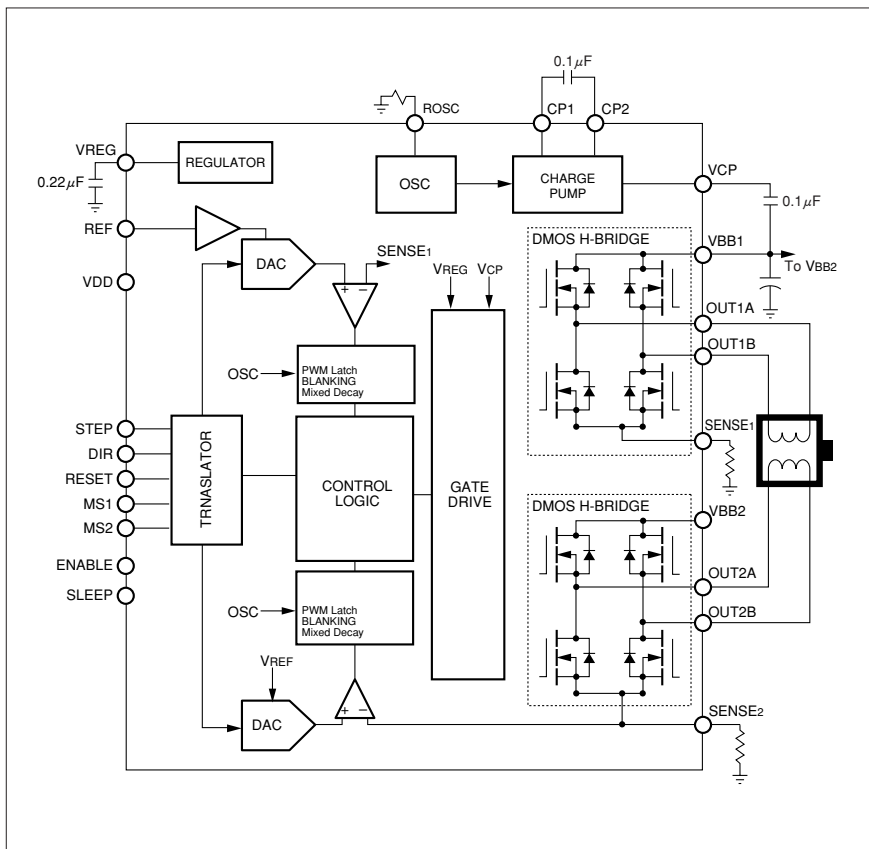 0.1µF
ROSC
CP1
CP2
VREG
REGULATOR
OSC
CHARGE
PUMP
VCP
0.22µF
0.1µF
REF
DMOS H-BRIDGE
VBB1
DAC
SENSE1
To VBB2
VREG
VCP
VDD
+ −
OUT1A
OSC
PWM Latch
BLANKING
Mixed Decay
OUT1B
STEP
DIR
RESET
MS1
MS2
TRNASLATOR
CONTROL
LOGIC
GATE
DRIVE
SENSE1
DMOS H-BRIDGE
VBB2
ENABLE
SLEEP
OSC
PWM Latch
BLANKING
Mixed Decay
OUT2A
OUT2B
VREF
DAC
+ −
SENSE2